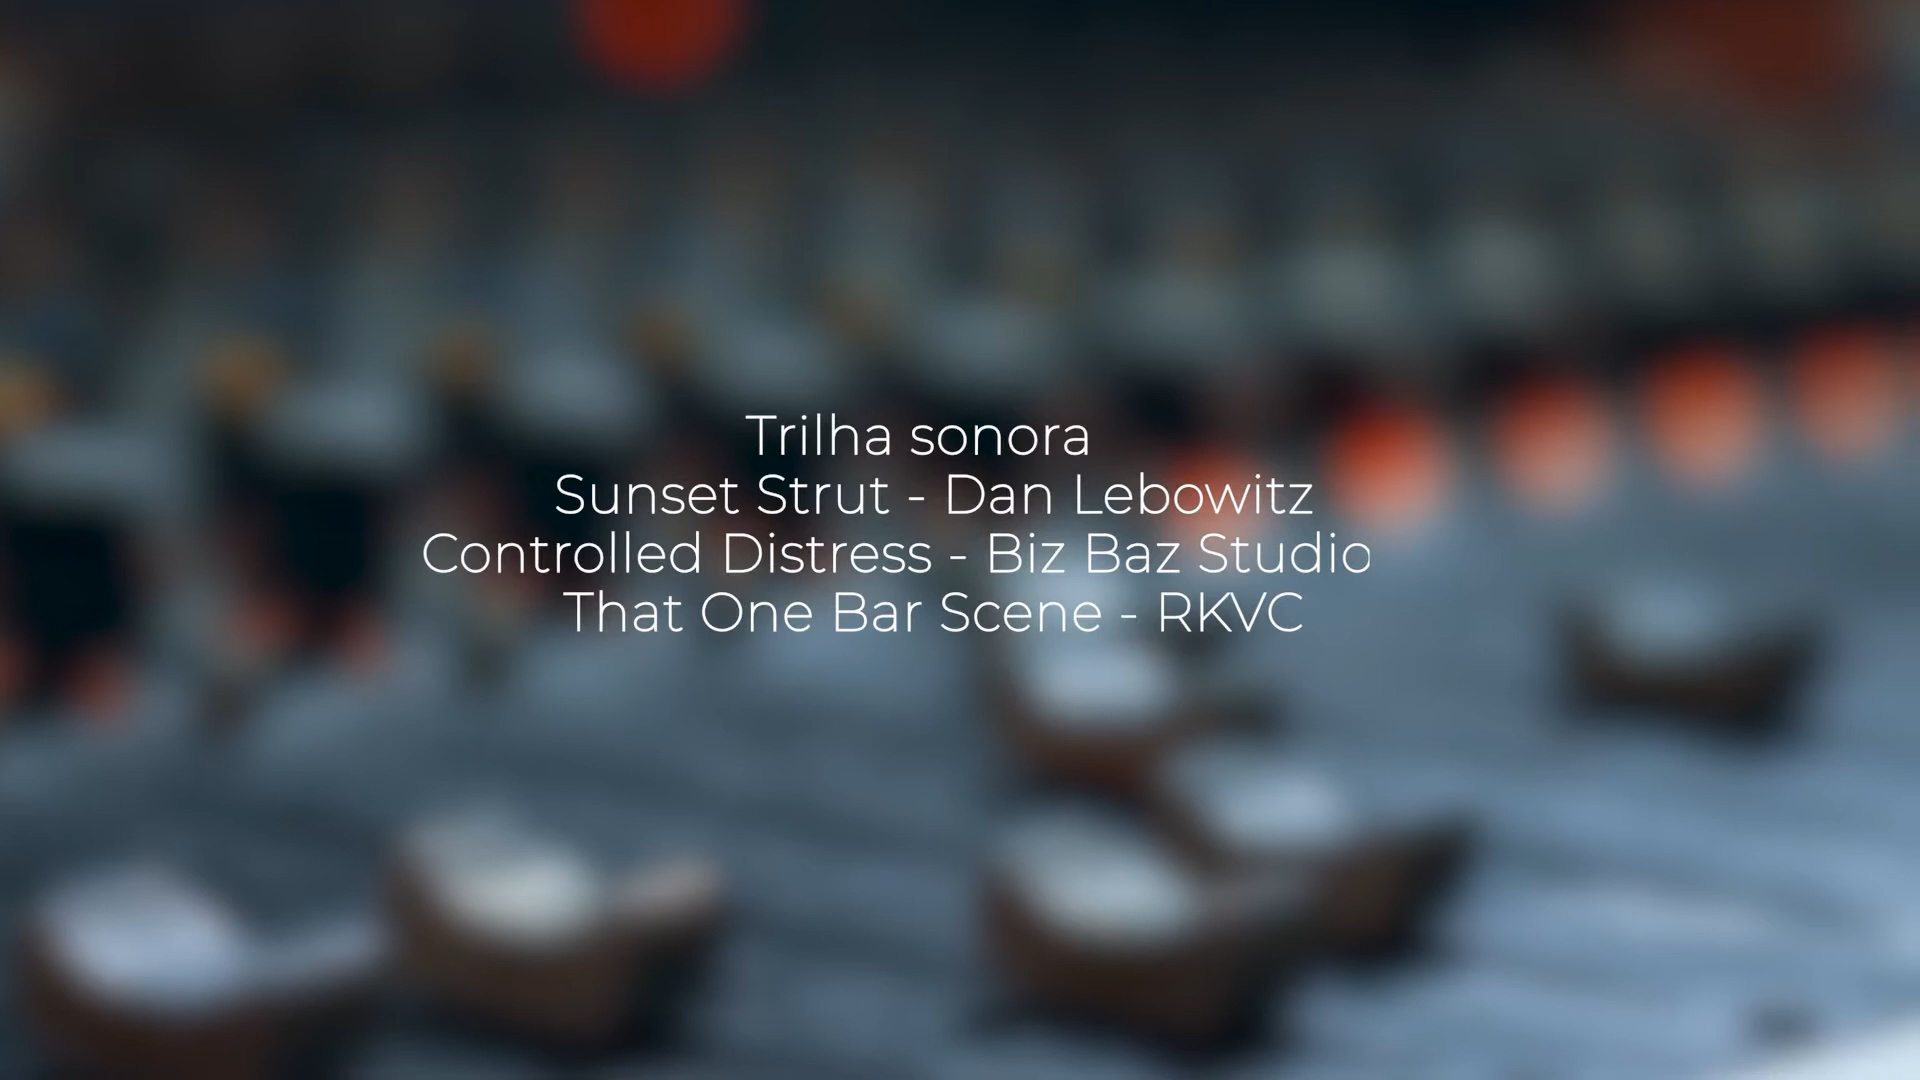 Trilha sonora
Sunset Strut - Dan Lebowitz
Controlled Distress - Biz Baz Studio
That One Bar Scene - RKVC